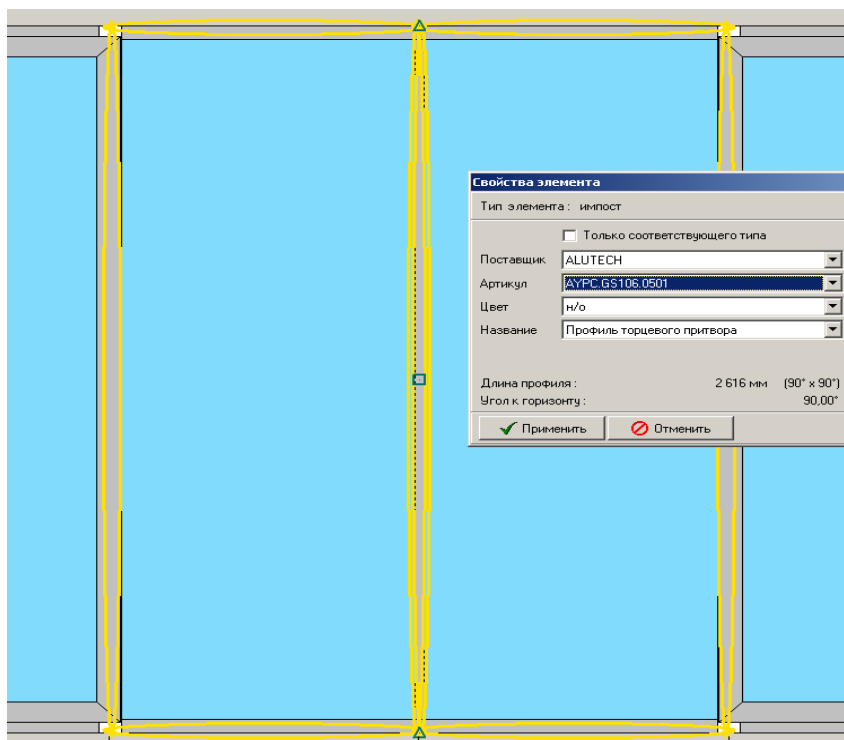 Свойства элемента
Тип элемента : импост
Только соответствующего типа
Поставщик ALUTECH
Артикул AYPC.GS106.0501
Цвет н/о
Название Профиль торцевого притвора
Длина профиля : 2 616 мм (90° x 90°)
Угол к горизонту : 90,00°
Применить Отменить